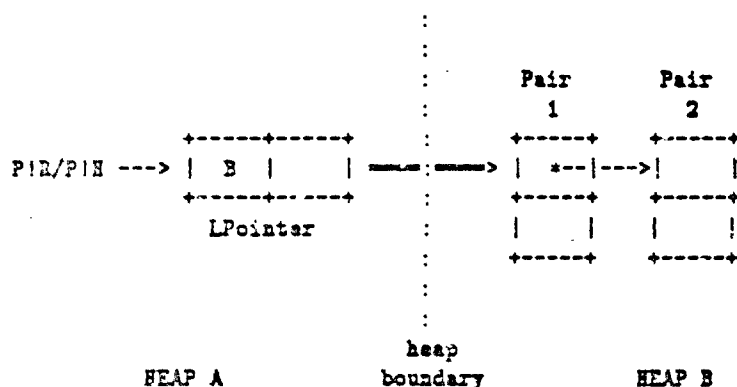 Pair Pair
1 2
+-----+-----+ +-----+ +-----+
P!R/P!N ---> | B | | ======> | *--|---> | |
+-----+-----+ +-----+ +-----+
LPointer | | | |
+-----+ +-----+
heap
HEAP A boundary HEAP B